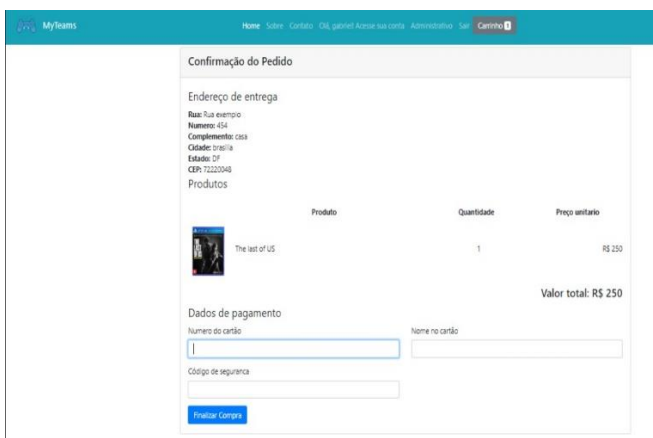 MyTeams Home Sobre Contato Olá, gabriel! Acesse sua conta Administrativo Sair Carrinho 1
Confirmação do Pedido
Endereço de entrega
Rua: Rua exemplo
Numero: 454
Complemento: casa
Cidade: brasilia
Estado: DF
CEP: 72220048
Produtos
Produto Quantidade Preço unitario
The last of US 1 R$ 250
Valor total: R$ 250
Dados de pagamento
Numero do cartão Nome no cartão
Código de seguranca
Finalizar Compra